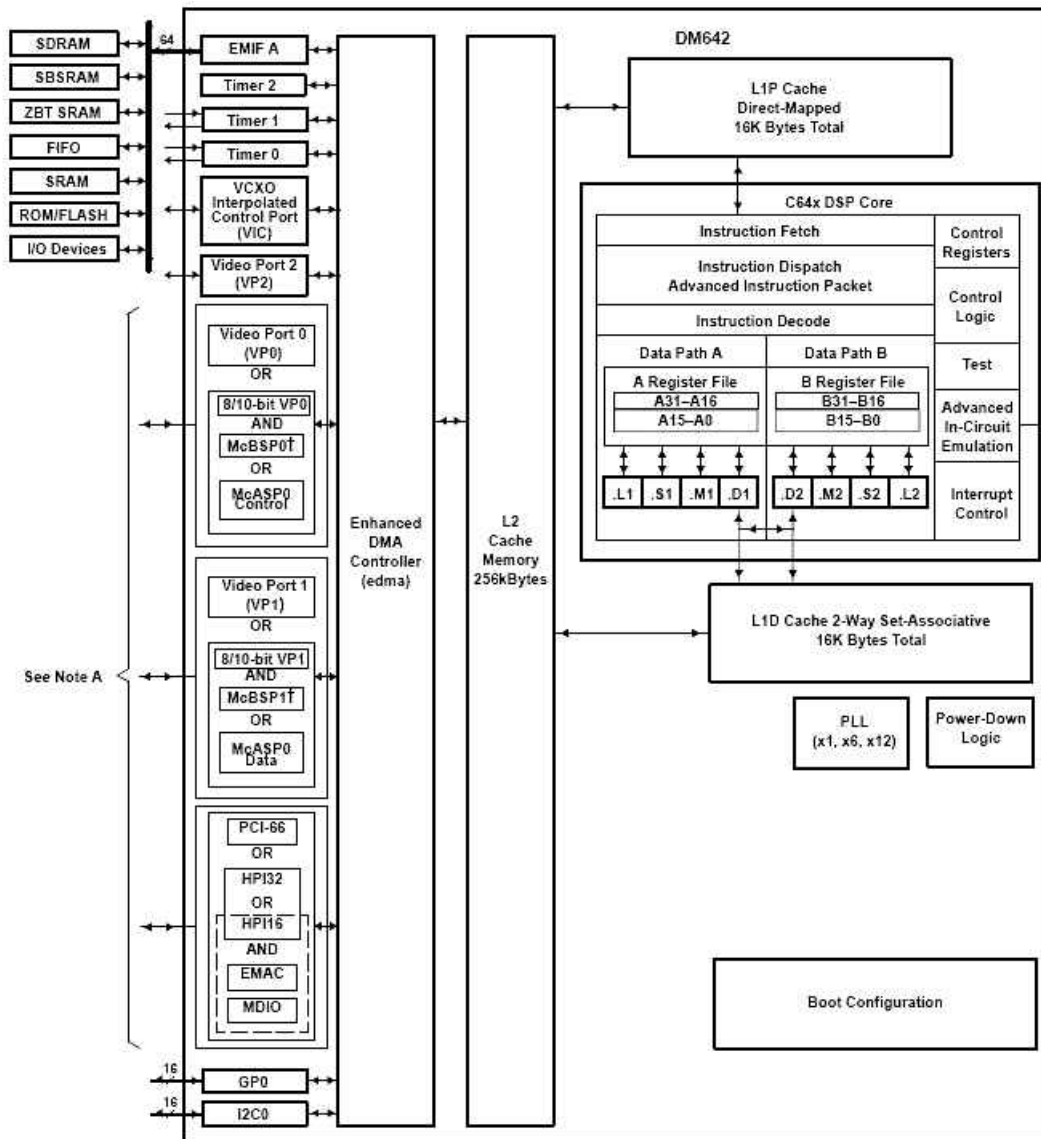 DM642
SDRAM
SBSRAM
ZBT SRAM
FIFO
SRAM
ROM/FLASH
I/O Devices
64
EMIF A
Timer 2
Timer 1
Timer 0
VCXO
Interpolated
Control Port
(VIC)
Video Port 2
(VP2)
Video Port 0
(VP0)
OR
8/10-bit VP0
AND
McBSP0†
OR
McASP0
Control
Video Port 1
(VP1)
OR
8/10-bit VP1
AND
McBSP1†
OR
McASP0
Data
See Note A
PCI-66
OR
HPI32
OR
HPI16
AND
EMAC
MDIO
16
GP0
16
I2C0
Enhanced
DMA
Controller
(edma)
L2
Cache
Memory
256kBytes
L1P Cache
Direct-Mapped
16K Bytes Total
C64x DSP Core
Instruction Fetch
Instruction Dispatch
Advanced Instruction Packet
Instruction Decode
Data Path A
Data Path B
A Register File
A31–A16
A15–A0
B Register File
B31–B16
B15–B0
.L1 .S1 .M1 .D1
.D2 .M2 .S2 .L2
Control
Registers
Control
Logic
Test
Advanced
In-Circuit
Emulation
Interrupt
Control
L1D Cache 2-Way Set-Associative
16K Bytes Total
PLL
(x1, x6, x12)
Power-Down
Logic
Boot Configuration